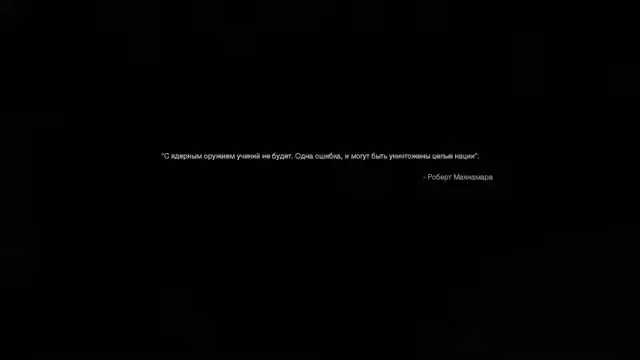 "С ядерным оружием учений не будет. Одна ошибка, и могут быть уничтожены целые нации".
- Роберт Макнамара